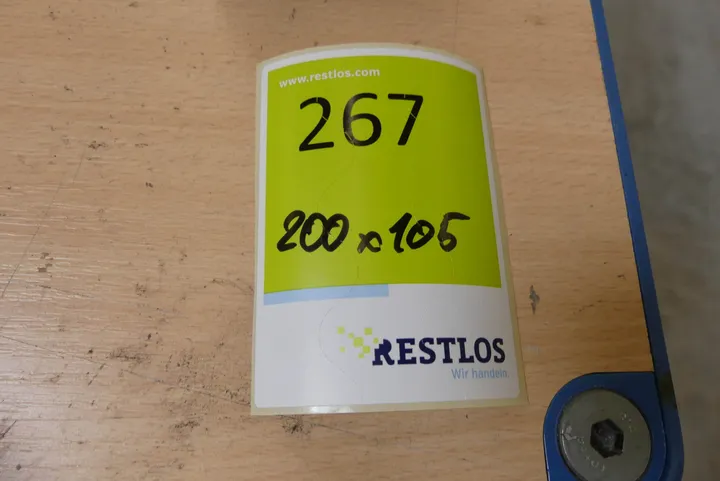 www.restlos.com
267
200 x 105
RESTLOS
Wir handeln.